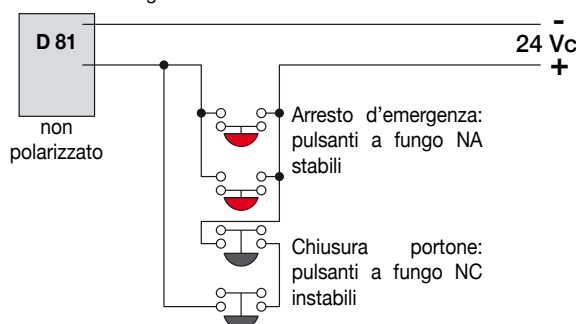 D 81
non
polarizzato
-
24 Vc
+
Arresto d'emergenza:
pulsanti a fungo NA
stabili
Chiusura portone:
pulsanti a fungo NC
instabili